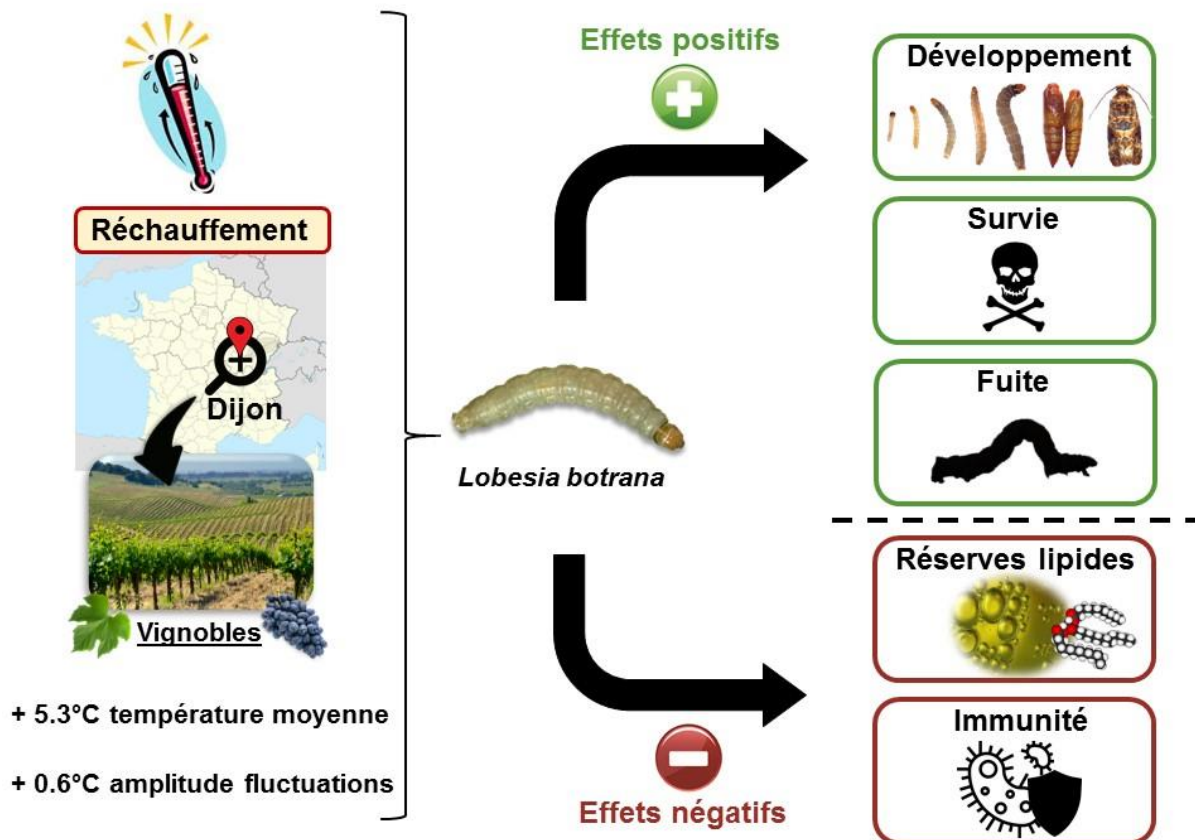 Réchauffement
Dijon
Vignobles
+ 5.3°C température moyenne
+ 0.6°C amplitude fluctuations
Lobesia botrana
Effets positifs
Développement
Survie
Fuite
Effets négatifs
Réserves lipides
Immunité